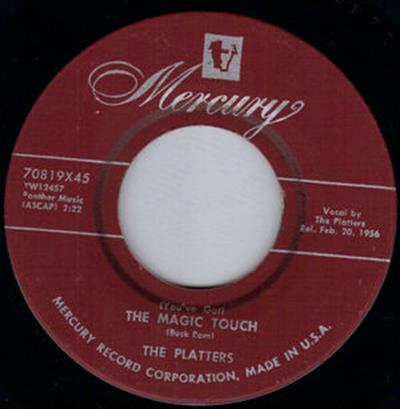 Mercury
70819X45
YW12457
Panther Music
(ASCAP) 2:22
Vocal by
The Platters
Rel. Feb. 20, 1956
(You've Got)
THE MAGIC TOUCH
(Buck Ram)
THE PLATTERS
MERCURY RECORD CORPORATION, MADE IN U.S.A.